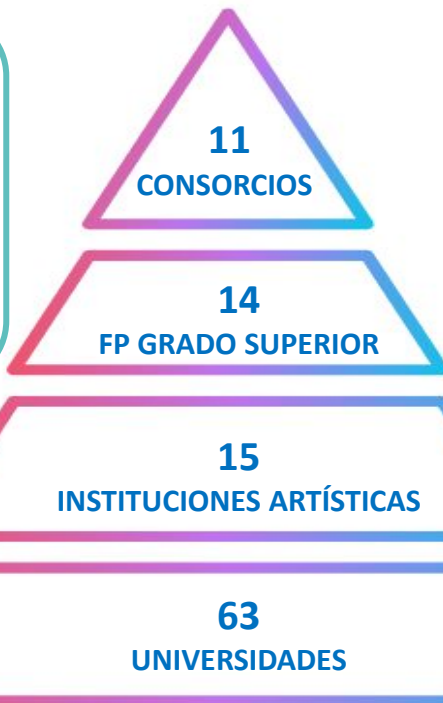 11
CONSORCIOS
14
FP GRADO SUPERIOR
15
INSTITUCIONES ARTÍSTICAS
63
UNIVERSIDADES